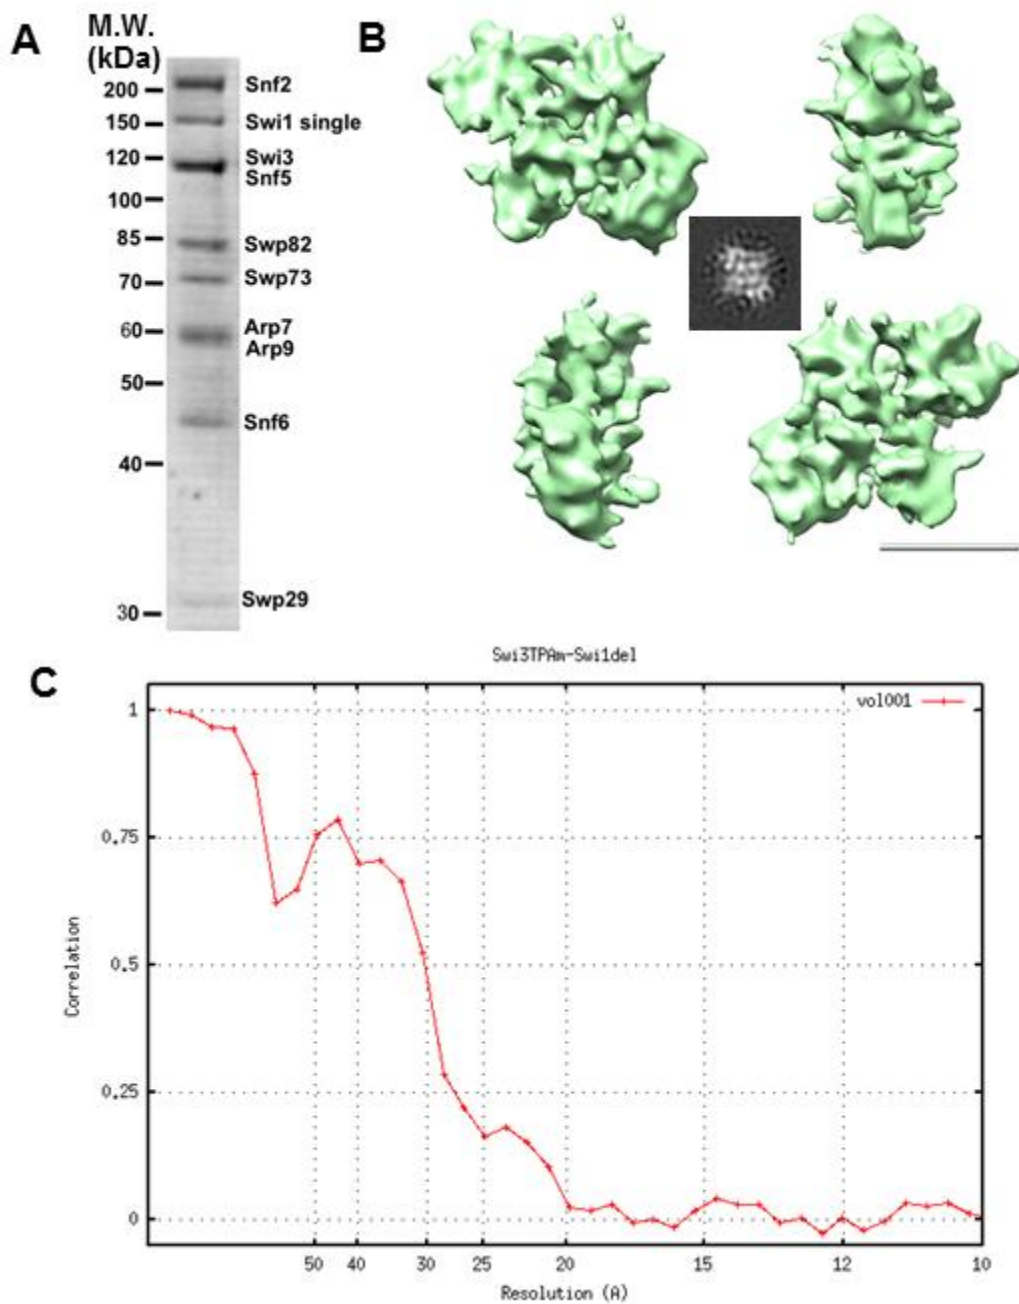 A
M.W.
(kDa)
B
200
Snf2
150
Swi1 single
120
Swi3
Snf5
100
85
Swp82
70
Swp73
60
Arp7
Arp9
50
Snf6
40
30
Swp29
C
Swi3TPAm-Swi1del
vol001
1
0.75
0.5
0.25
0
Correlation
50 40 30 25 20 15 12 10
Resolution (A)